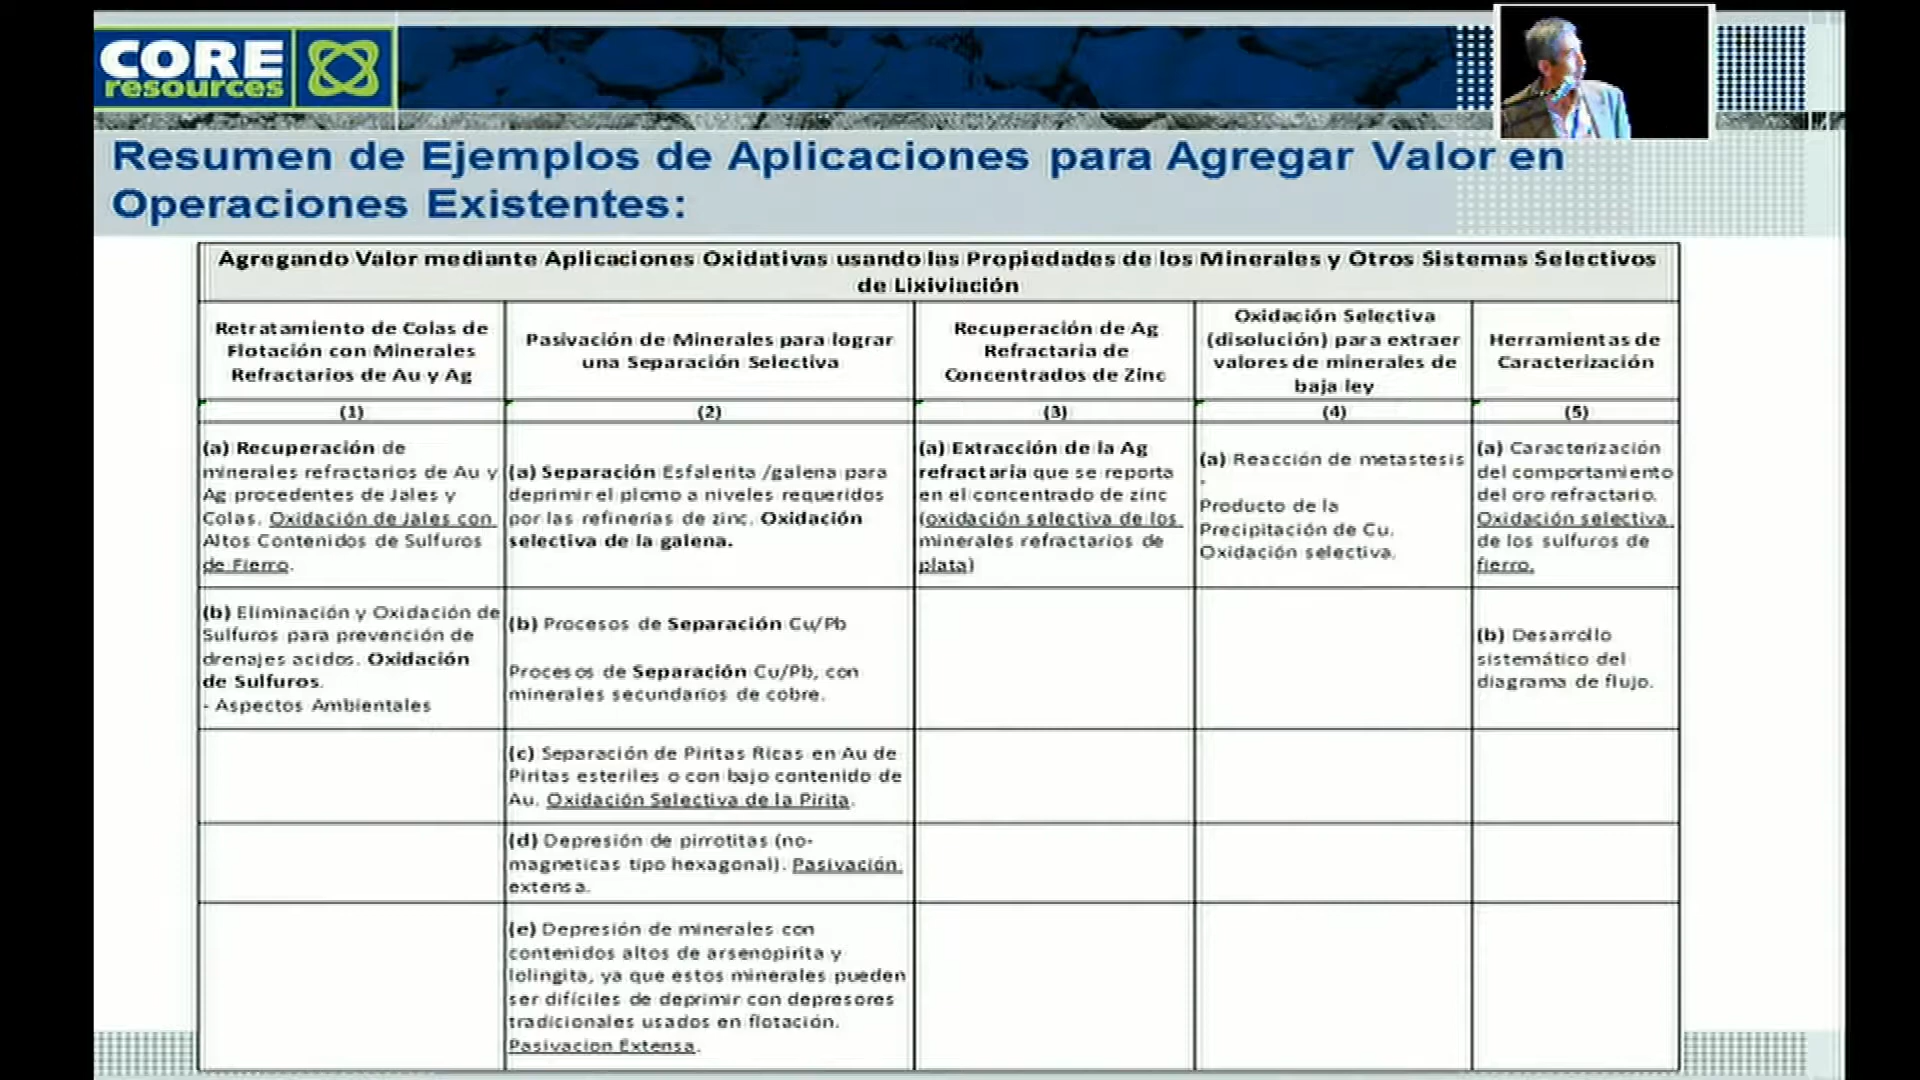 CORE
resources
Resumen de Ejemplos de Aplicaciones para Agregar Valor en
Operaciones Existentes:
Agregando Valor mediante Aplicaciones Oxidativas usando las Propiedades de los Minerales y Otros Sistemas Selectivos
de Lixiviación
Retratamiento de Colas de
Flotación con Minerales
Refractarios de Au y Ag
Pasivación de Minerales para lograr
una Separación Selectiva
Recuperación de Ag
Refractaria de
Concentrados de Zinc
Oxidación Selectiva
(disolución) para extraer
valores de minerales de
baja ley
Herramientas de
Caracterización
(1)
(2)
(3)
(4)
(5)
(a) Recuperación de
minerales refractarios de Au y
Ag procedentes de Jales y
Colas. Oxidación de Jales con
Altos Contenidos de Sulfuros
de Fierro.
(a) Separación Esfalerita /galena para
deprimir el plomo a niveles requeridos
por las refinerias de zinc. Oxidación
selectiva de la galena.
(a) Extracción de la Ag
refractaria que se reporta
en el concentrado de zinc
(oxidación selectiva de los
minerales refractarios de
plata)
(a) Reacción de metastesis
-
Producto de la
Precipitación de Cu.
Oxidación selectiva.
(a) Caracterización
del comportamiento
del oro refractario.
Oxidación selectiva
de los sulfuros de
fierro.
(b) Eliminación y Oxidación de
Sulfuros para prevención de
drenajes acidos. Oxidación
de Sulfuros.
- Aspectos Ambientales
(b) Procesos de Separación Cu/Pb
Procesos de Separación Cu/Pb, con
minerales secundarios de cobre.
(b) Desarrollo
sistemático del
diagrama de flujo.
(c) Separación de Piritas Ricas en Au de
Piritas esteriles o con bajo contenido de
Au. Oxidación Selectiva de la Pirita.
(d) Depresión de pirrotitas (no-
magneticas tipo hexagonal). Pasivación
extensa.
(e) Depresión de minerales con
contenidos altos de arsenopirita y
lolingita, ya que estos minerales pueden
ser difíciles de deprimir con depresores
tradicionales usados en flotación.
Pasivacion Extensa.